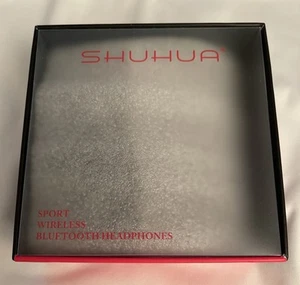 SHUHUA
SPORT
WIRELESS
BLUETOOTH HEADPHONES